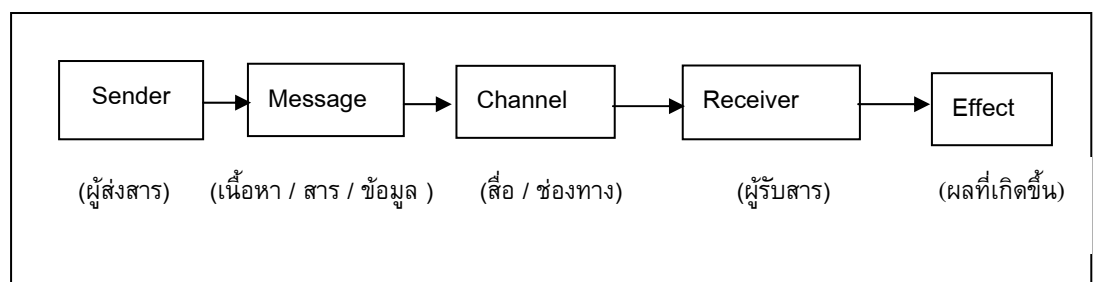 Sender Message Channel Receiver Effect
(ผู้ส่งสาร) (เนื้อหา / สาร / ข้อมูล ) (สื่อ / ช่องทาง) (ผู้รับสาร) (ผลที่เกิดขึ้น)